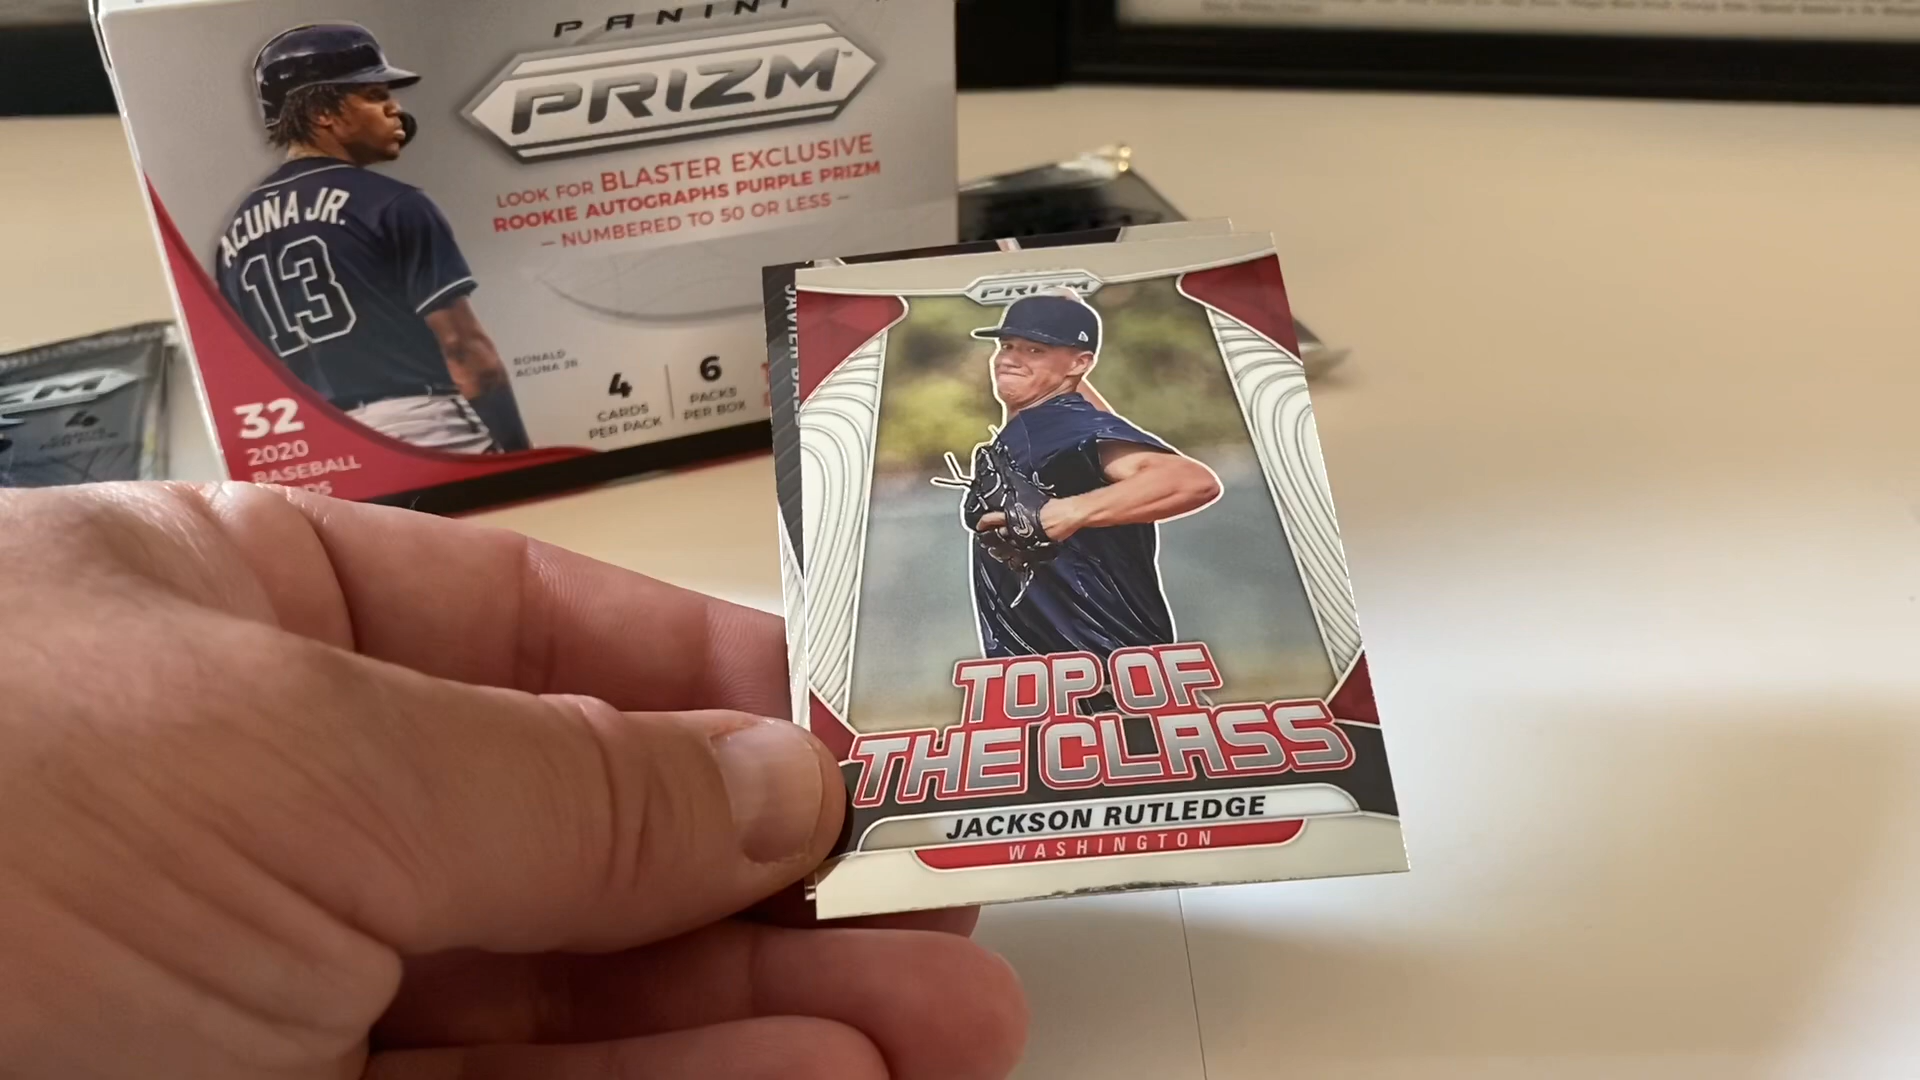 PANINI
PRIZM
LOOK FOR BLASTER EXCLUSIVE
ROOKIE AUTOGRAPHS PURPLE PRIZM
— NUMBERED TO 50 OR LESS —
ACUÑA JR.
13
RONALD
ACUNA JR
4
CARDS
PER PACK
6
PACKS
PER BOX
32
2020
BASEBALL
4
PRIZM
TOP OF
THE CLASS
JACKSON RUTLEDGE
WASHINGTON
JAVIER